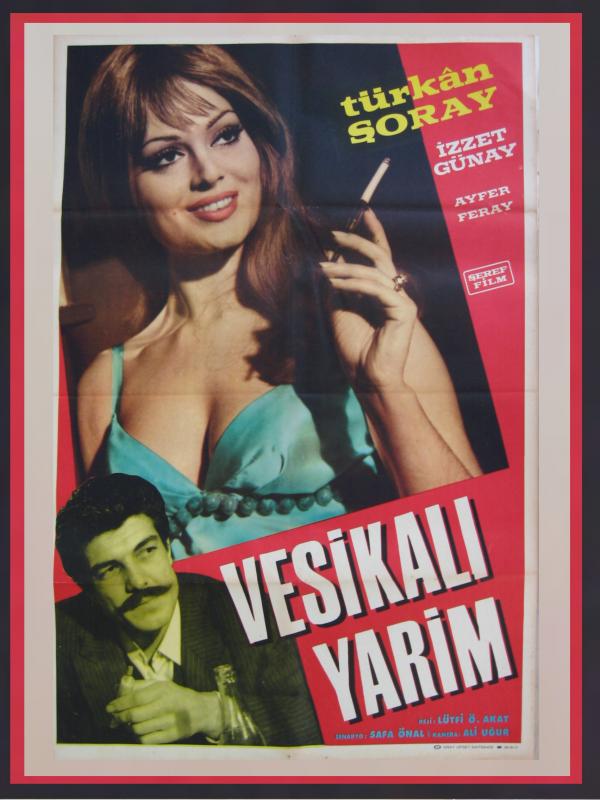 türkân
ŞORAY
İZZET
GÜNAY
AYFER
FERAY
ŞEREF
FİLM
VESİKALI
YARİM
REJİ: LÜTFİ Ö. AKAT
SENARYO: SAFA ÖNAL / KAMERA: ALİ UĞUR